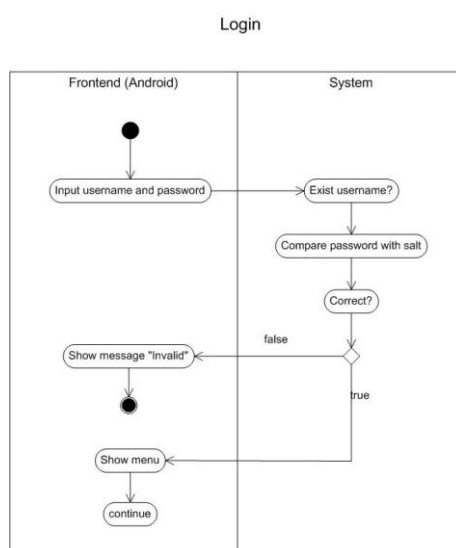 Login
Frontend (Android)
System
Input username and password
Exist username?
Compare password with salt
Correct?
false
Show message "Invalid"
true
Show menu
continue